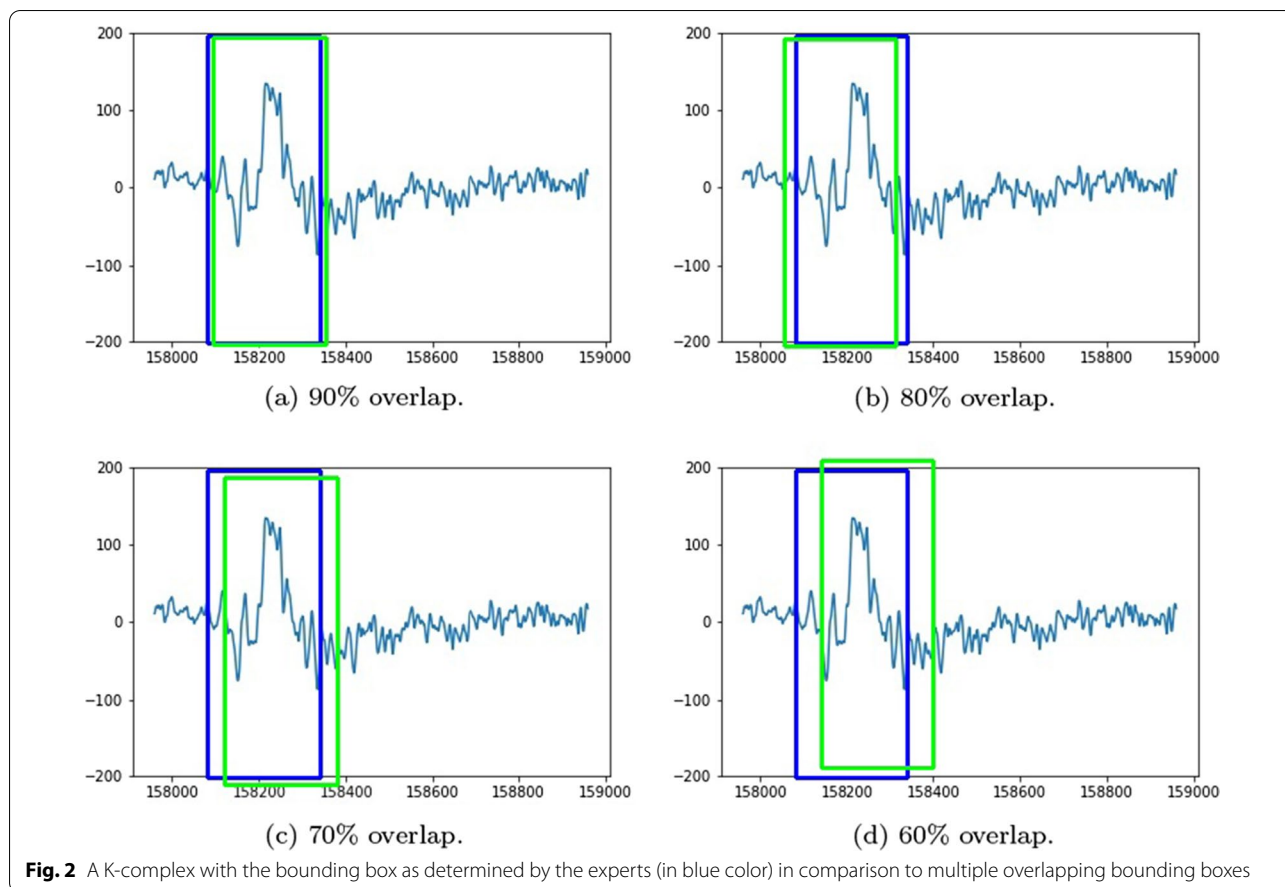 200
100
0
−100
−200
158000 158200 158400 158600 158800 159000
(a) 90% overlap.
200
100
0
−100
−200
158000 158200 158400 158600 158800 159000
(b) 80% overlap.
200
100
0
−100
−200
158000 158200 158400 158600 158800 159000
(c) 70% overlap.
200
100
0
−100
−200
158000 158200 158400 158600 158800 159000
(d) 60% overlap.
Fig. 2 A K-complex with the bounding box as determined by the experts (in blue color) in comparison to multiple overlapping bounding boxes